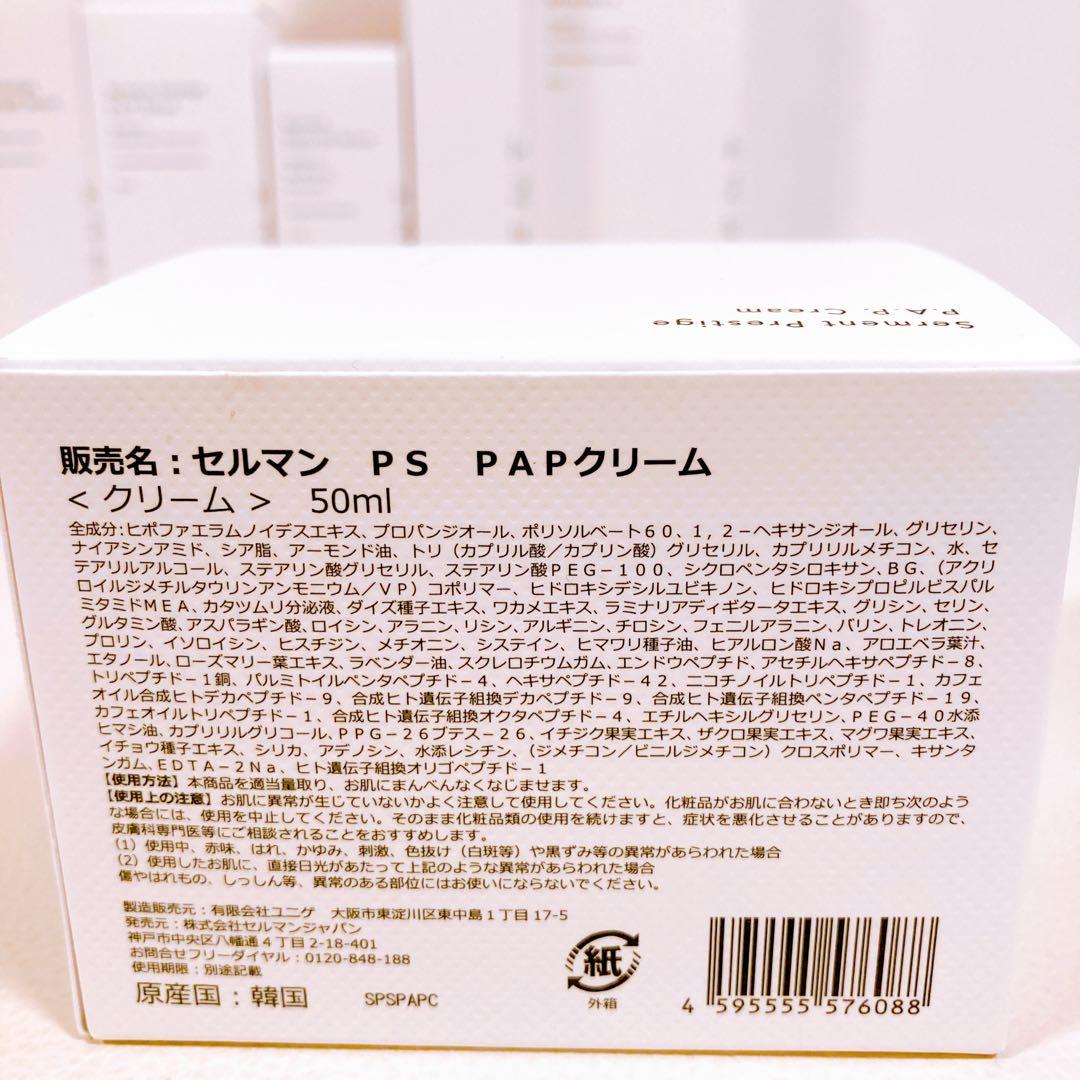 Serment Prestige
P.A.P. Cream
販売名：セルマン　ＰＳ　ＰＡＰクリーム
＜クリーム＞　50ml
全成分:ヒポファエラムノイデスエキス、プロパンジオール、ポリソルベート６０、１，２－ヘキサンジオール、グリセリン、
ナイアシンアミド、シア脂、アーモンド油、トリ（カプリル酸／カプリン酸）グリセリル、カプリリルメチコン、水、セ
テアリルアルコール、ステアリン酸グリセリル、ステアリン酸ＰＥＧ－１００、シクロペンタシロキサン、ＢＧ、（アクリ
ロイルジメチルタウリンアンモニウム／ＶＰ）コポリマー、ヒドロキシデシルユビキノン、ヒドロキシプロピルビスパル
ミタミドＭＥＡ、カタツムリ分泌液、ダイズ種子エキス、ワカメエキス、ラミナリアディギタータエキス、グリシン、セリン、
グルタミン酸、アスパラギン酸、ロイシン、アラニン、リシン、アルギニン、チロシン、フェニルアラニン、バリン、トレオニン、
プロリン、イソロイシン、ヒスチジン、メチオニン、システイン、ヒマワリ種子油、ヒアルロン酸Ｎａ、アロエベラ葉汁、
エタノール、ローズマリー葉エキス、ラベンダー油、スクレロチウムガム、エンドウペプチド、アセチルヘキサペプチド－８、
トリペプチド－１銅、パルミトイルペンタペプチド－４、ヘキサペプチド－４２、ニコチノイルトリペプチド－１、カフェ
オイル合成ヒトデカペプチド－９、合成ヒト遺伝子組換デカペプチド－９、合成ヒト遺伝子組換ペンタペプチド－１９、
カフェオイルトリペプチド－１、合成ヒト遺伝子組換オクタペプチド－４、エチルヘキシルグリセリン、ＰＥＧ－４０水添
ヒマシ油、カプリリルグリコール、ＰＰＧ－２６ブテス－２６、イチジク果実エキス、ザクロ果実エキス、マグワ果実エキス、
イチョウ種子エキス、シリカ、アデノシン、水添レシチン、（ジメチコン／ビニルジメチコン）クロスポリマー、キサンタ
ンガム、ＥＤＴＡ－２Ｎａ、ヒト遺伝子組換オリゴペプチド－１
【使用方法】本商品を適当量取り、お肌にまんべんなくなじませます。
【使用上の注意】お肌に異常が生じていないかよく注意して使用してください。化粧品がお肌に合わないとき即ち次のよう
な場合には、使用を中止してください。そのまま化粧品類の使用を続けますと、症状を悪化させることがありますので、
皮膚科専門医等にご相談されることをおすすめします。
（1）使用中、赤味、はれ、かゆみ、刺激、色抜け（白斑等）や黒ずみ等の異常があらわれた場合
（2）使用したお肌に、直接日光があたって上記のような異常があらわれた場合
傷やはれもの、しっしん等、異常のある部位にはお使いにならないでください。
製造販売元：有限会社ユニゲ　大阪市東淀川区東中島１丁目17-5
発売元：株式会社セルマンジャパン
神戸市中央区八幡通４丁目2-18-401
お問合せフリーダイヤル：0120-848-188
使用期限：別途記載
原産国：韓国　SPSPAPC
紙
外箱
4 595555 576088